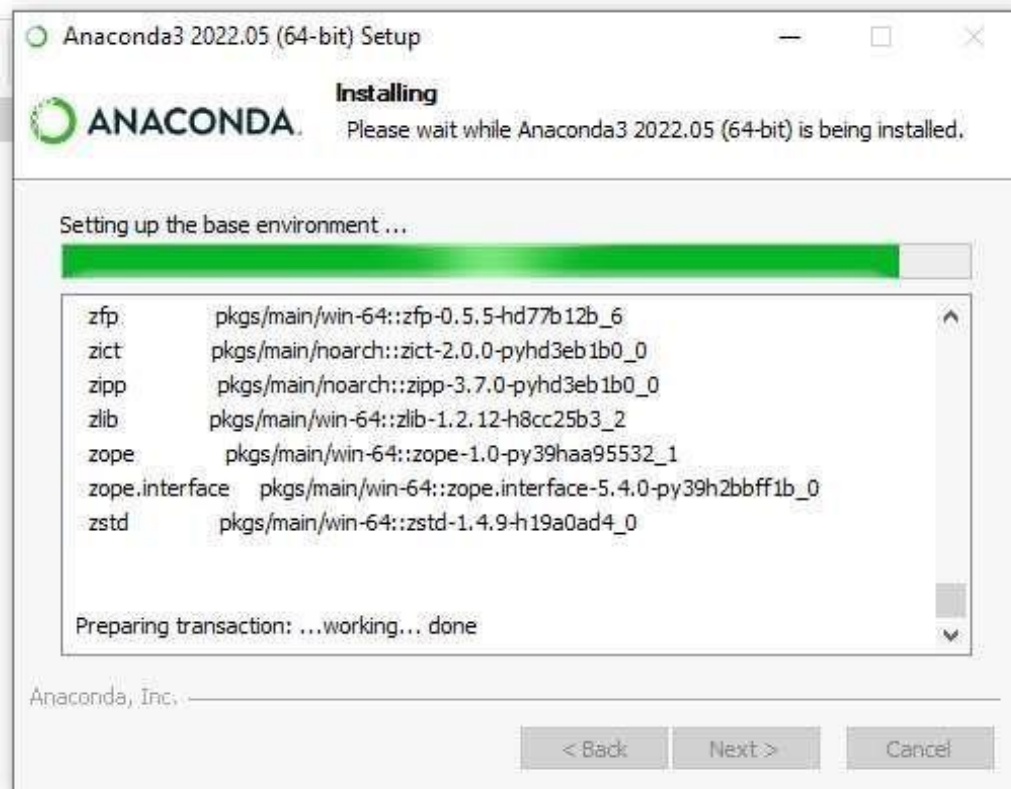 Anaconda3 2022.05 (64-bit) Setup
ANACONDA.
Installing
Please wait while Anaconda3 2022.05 (64-bit) is being installed.
Setting up the base environment ...
zfp pkgs/main/win-64::zfp-0.5.5-hd77b12b_6
zict pkgs/main/noarch::zict-2.0.0-pyhd3eb1b0_0
zipp pkgs/main/noarch::zipp-3.7.0-pyhd3eb1b0_0
zlib pkgs/main/win-64::zlib-1.2.12-h8cc25b3_2
zope pkgs/main/win-64::zope-1.0-py39haa95532_1
zope.interface pkgs/main/win-64::zope.interface-5.4.0-py39h2bbff1b_0
zstd pkgs/main/win-64::zstd-1.4.9-h19a0ad4_0
Preparing transaction: ...working... done
Anaconda, Inc.
< Back Next > Cancel